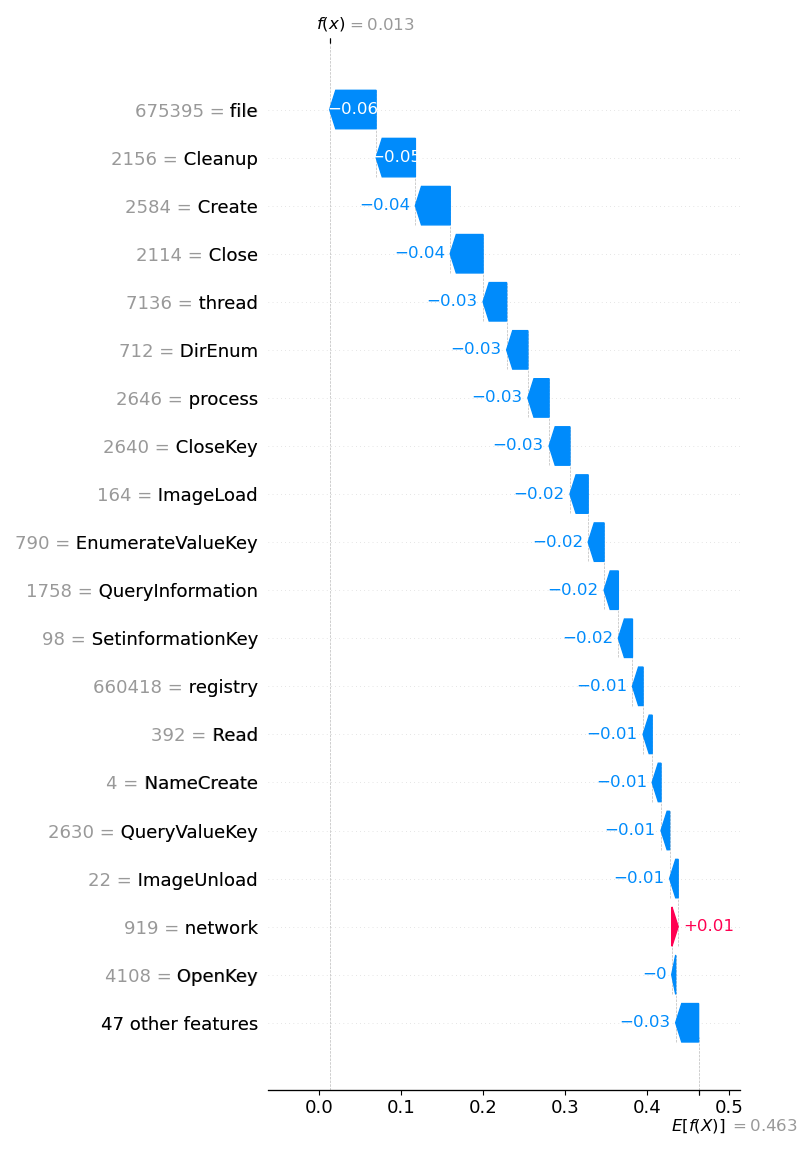 f(x) = 0.013
675395 = file −0.06
2156 = Cleanup −0.05
2584 = Create −0.04
2114 = Close −0.04
7136 = thread −0.03
712 = DirEnum −0.03
2646 = process −0.03
2640 = CloseKey −0.03
164 = ImageLoad −0.02
790 = EnumerateValueKey −0.02
1758 = QueryInformation −0.02
98 = SetinformationKey −0.02
660418 = registry −0.01
392 = Read −0.01
4 = NameCreate −0.01
2630 = QueryValueKey −0.01
22 = ImageUnload −0.01
919 = network +0.01
4108 = OpenKey −0
47 other features −0.03
0.0 0.1 0.2 0.3 0.4 0.5
E[f(X)] = 0.463